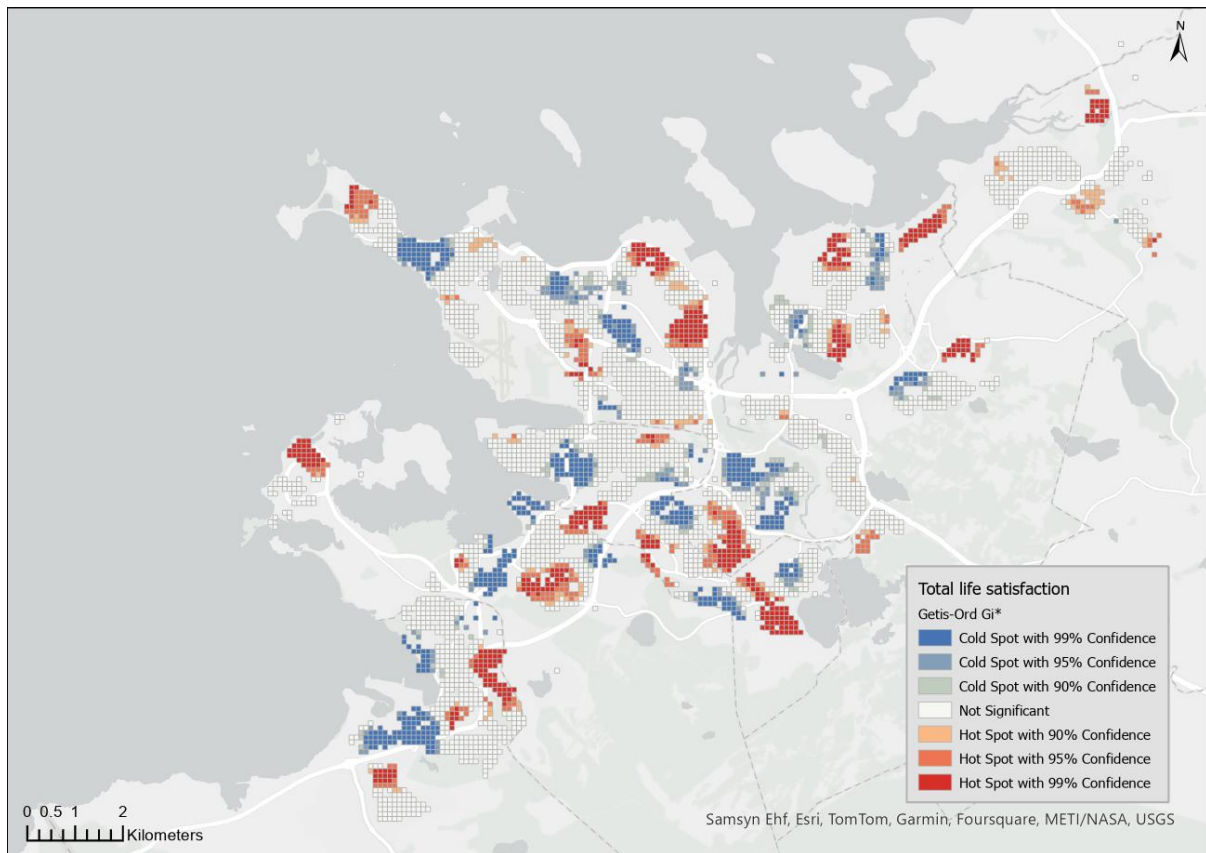 N
Total life satisfaction
Getis-Ord Gi*
Cold Spot with 99% Confidence
Cold Spot with 95% Confidence
Cold Spot with 90% Confidence
Not Significant
Hot Spot with 90% Confidence
Hot Spot with 95% Confidence
Hot Spot with 99% Confidence
0 0.5 1 2
Kilometers
Samsyn Ehf, Esri, TomTom, Garmin, Foursquare, METI/NASA, USGS